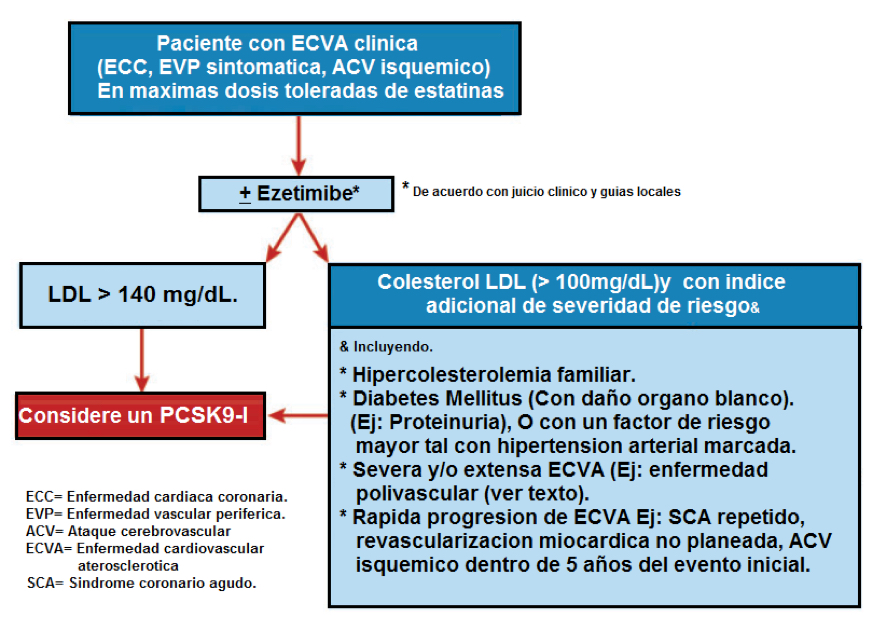 Paciente con ECVA clinica
(ECC, EVP sintomatica, ACV isquemico)
En maximas dosis toleradas de estatinas
± Ezetimibe*
* De acuerdo con juicio clinico y guias locales
LDL > 140 mg/dL.
Colesterol LDL (> 100mg/dL)y con indice
adicional de severidad de riesgo&
& Incluyendo.
* Hipercolesterolemia familiar.
* Diabetes Mellitus (Con daño organo blanco).
(Ej: Proteinuria), O con un factor de riesgo
mayor tal con hipertension arterial marcada.
* Severa y/o extensa ECVA (Ej: enfermedad
polivascular (ver texto).
* Rapida progresion de ECVA Ej: SCA repetido,
revascularizacion miocardica no planeada, ACV
isquemico dentro de 5 años del evento inicial.
Considere un PCSK9-I
ECC= Enfermedad cardiaca coronaria.
EVP= Enfermedad vascular periferica.
ACV= Ataque cerebrovascular
ECVA= Enfermedad cardiovascular
aterosclerotica
SCA= Sindrome coronario agudo.